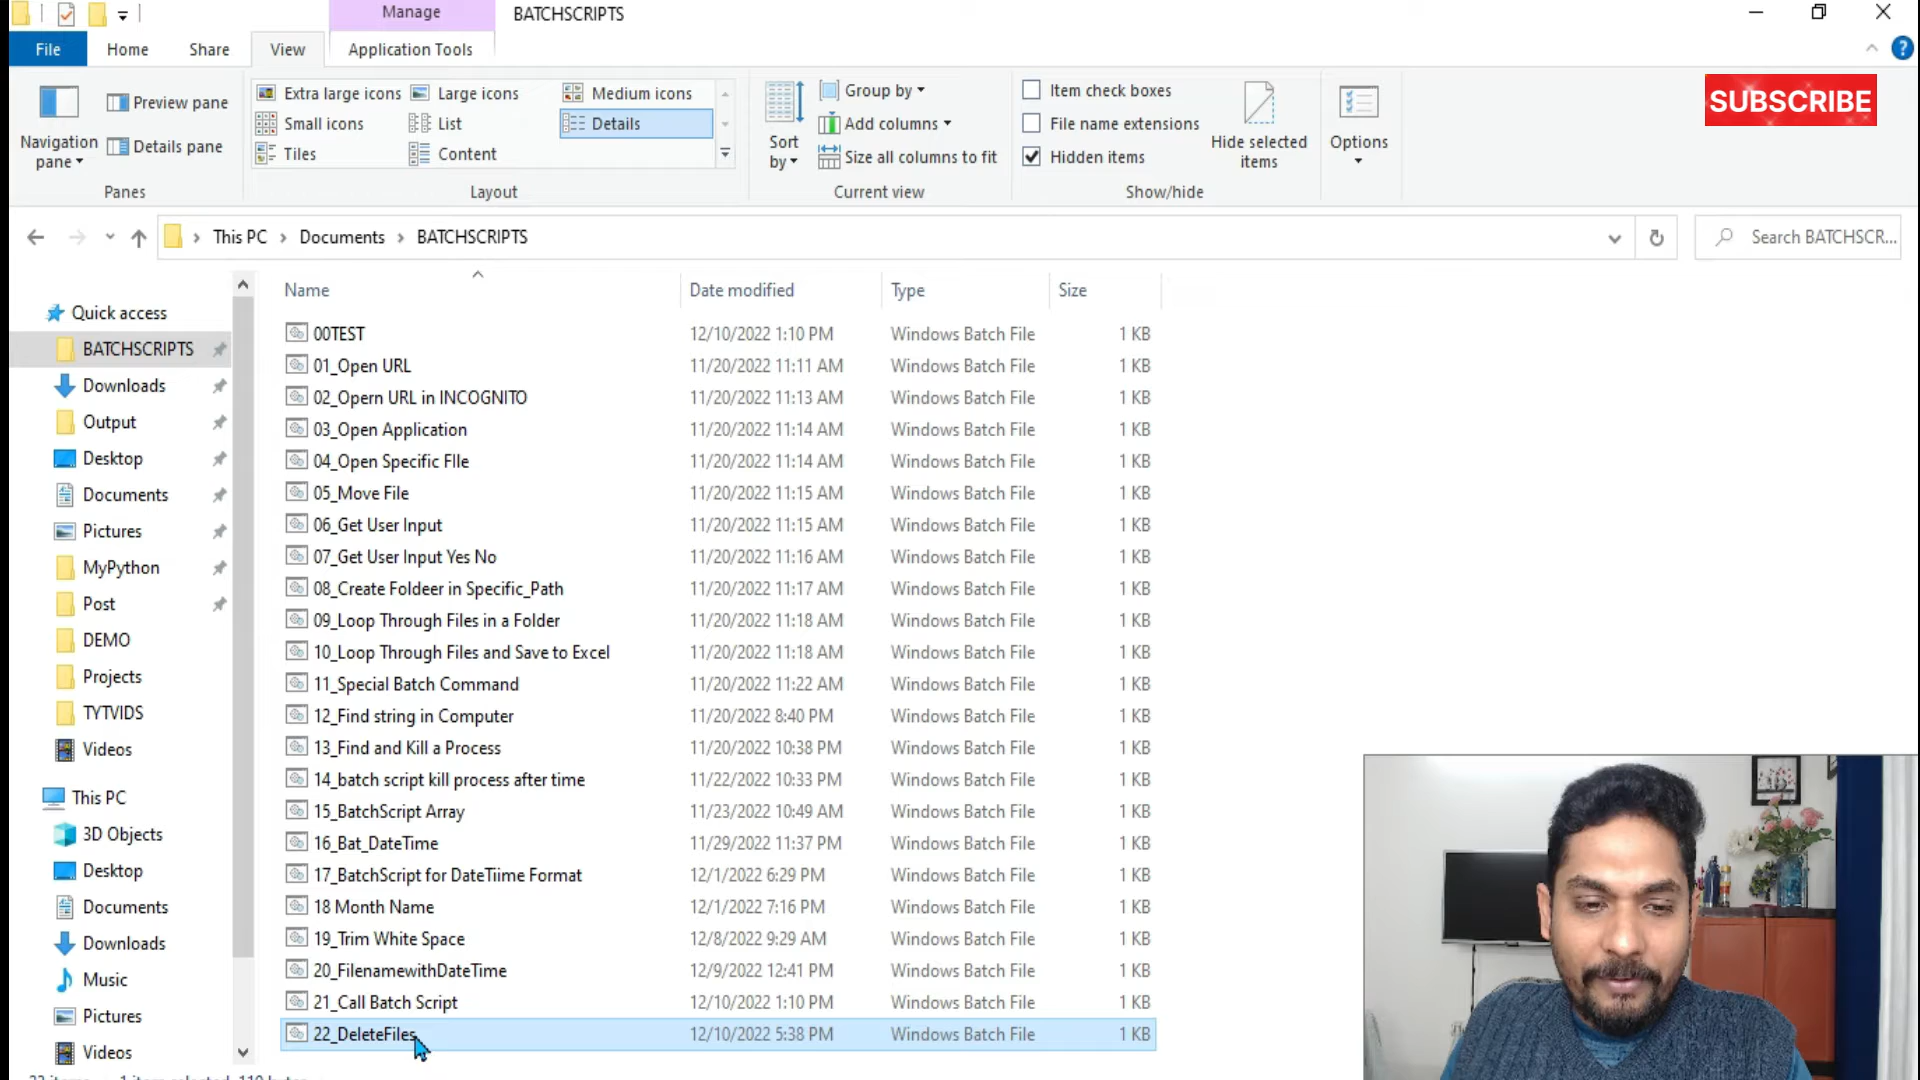 Manage
BATCHSCRIPTS
File
Home
Share
View
Application Tools
Navigation pane
Preview pane
Details pane
Panes
Extra large icons
Large icons
Medium icons
Small icons
List
Details
Tiles
Content
Layout
Sort by
Group by
Add columns
Size all columns to fit
Current view
Item check boxes
File name extensions
Hidden items
Hide selected items
Show/hide
Options
SUBSCRIBE
This PC > Documents > BATCHSCRIPTS
Search BATCHSCR...
Quick access
BATCHSCRIPTS
Downloads
Output
Desktop
Documents
Pictures
MyPython
Post
DEMO
Projects
TYTVIDS
Videos
This PC
3D Objects
Desktop
Documents
Downloads
Music
Pictures
Videos
Name Date modified Type Size
00TEST 12/10/2022 1:10 PM Windows Batch File 1 KB
01_Open URL 11/20/2022 11:11 AM Windows Batch File 1 KB
02_Opern URL in INCOGNITO 11/20/2022 11:13 AM Windows Batch File 1 KB
03_Open Application 11/20/2022 11:14 AM Windows Batch File 1 KB
04_Open Specific FIle 11/20/2022 11:14 AM Windows Batch File 1 KB
05_Move File 11/20/2022 11:15 AM Windows Batch File 1 KB
06_Get User Input 11/20/2022 11:15 AM Windows Batch File 1 KB
07_Get User Input Yes No 11/20/2022 11:16 AM Windows Batch File 1 KB
08_Create Foldeer in Specific_Path 11/20/2022 11:17 AM Windows Batch File 1 KB
09_Loop Through Files in a Folder 11/20/2022 11:18 AM Windows Batch File 1 KB
10_Loop Through Files and Save to Excel 11/20/2022 11:18 AM Windows Batch File 1 KB
11_Special Batch Command 11/20/2022 11:22 AM Windows Batch File 1 KB
12_Find string in Computer 11/20/2022 8:40 PM Windows Batch File 1 KB
13_Find and Kill a Process 11/20/2022 10:38 PM Windows Batch File 1 KB
14_batch script kill process after time 11/22/2022 10:33 PM Windows Batch File 1 KB
15_BatchScript Array 11/23/2022 10:49 AM Windows Batch File 1 KB
16_Bat_DateTime 11/29/2022 11:37 PM Windows Batch File 1 KB
17_BatchScript for DateTiime Format 12/1/2022 6:29 PM Windows Batch File 1 KB
18 Month Name 12/1/2022 7:16 PM Windows Batch File 1 KB
19_Trim White Space 12/8/2022 9:29 AM Windows Batch File 1 KB
20_FilenamewithDateTime 12/9/2022 12:41 PM Windows Batch File 1 KB
21_Call Batch Script 12/10/2022 1:10 PM Windows Batch File 1 KB
22_DeleteFiles 12/10/2022 5:38 PM Windows Batch File 1 KB